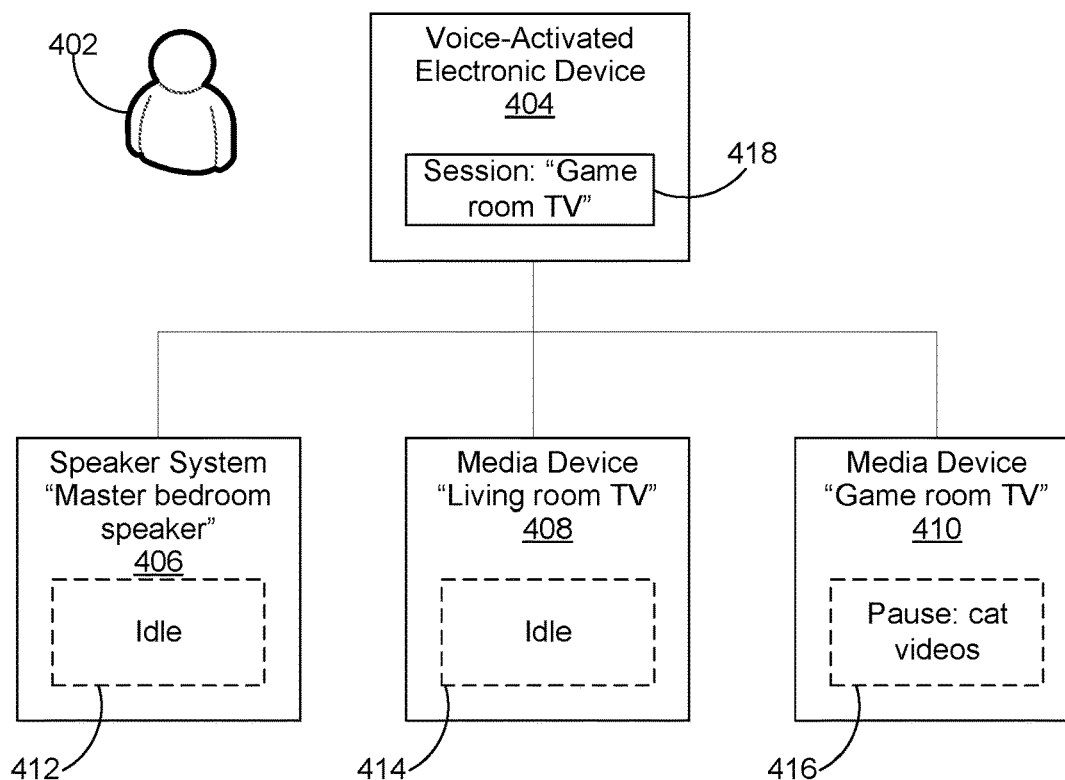 402
Voice-Activated
Electronic Device
404
Session: “Game
room TV”
418
Speaker System
“Master bedroom
speaker”
406
Idle
412
Media Device
“Living room TV”
408
Idle
414
Media Device
“Game room TV”
410
Pause: cat
videos
416